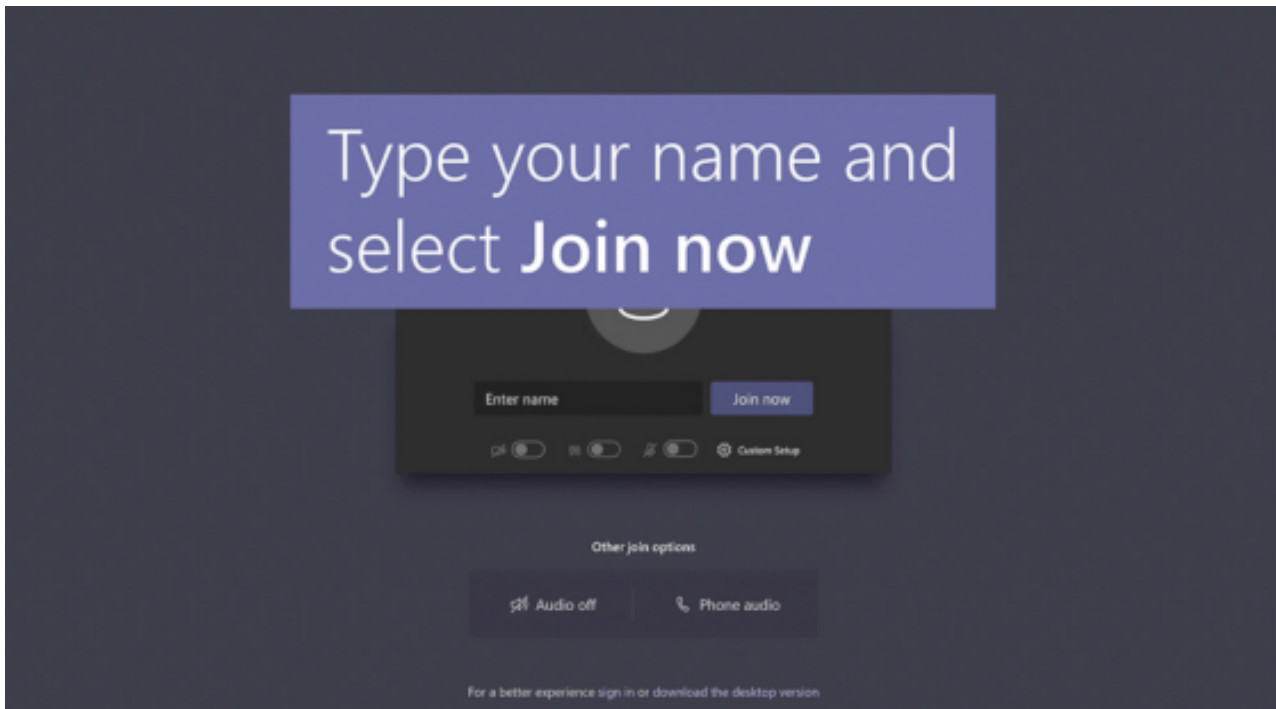 Type your name and
select Join now
Enter name
Join now
Custom Setup
Other join options
Audio off
Phone audio
For a better experience sign in or download the desktop version